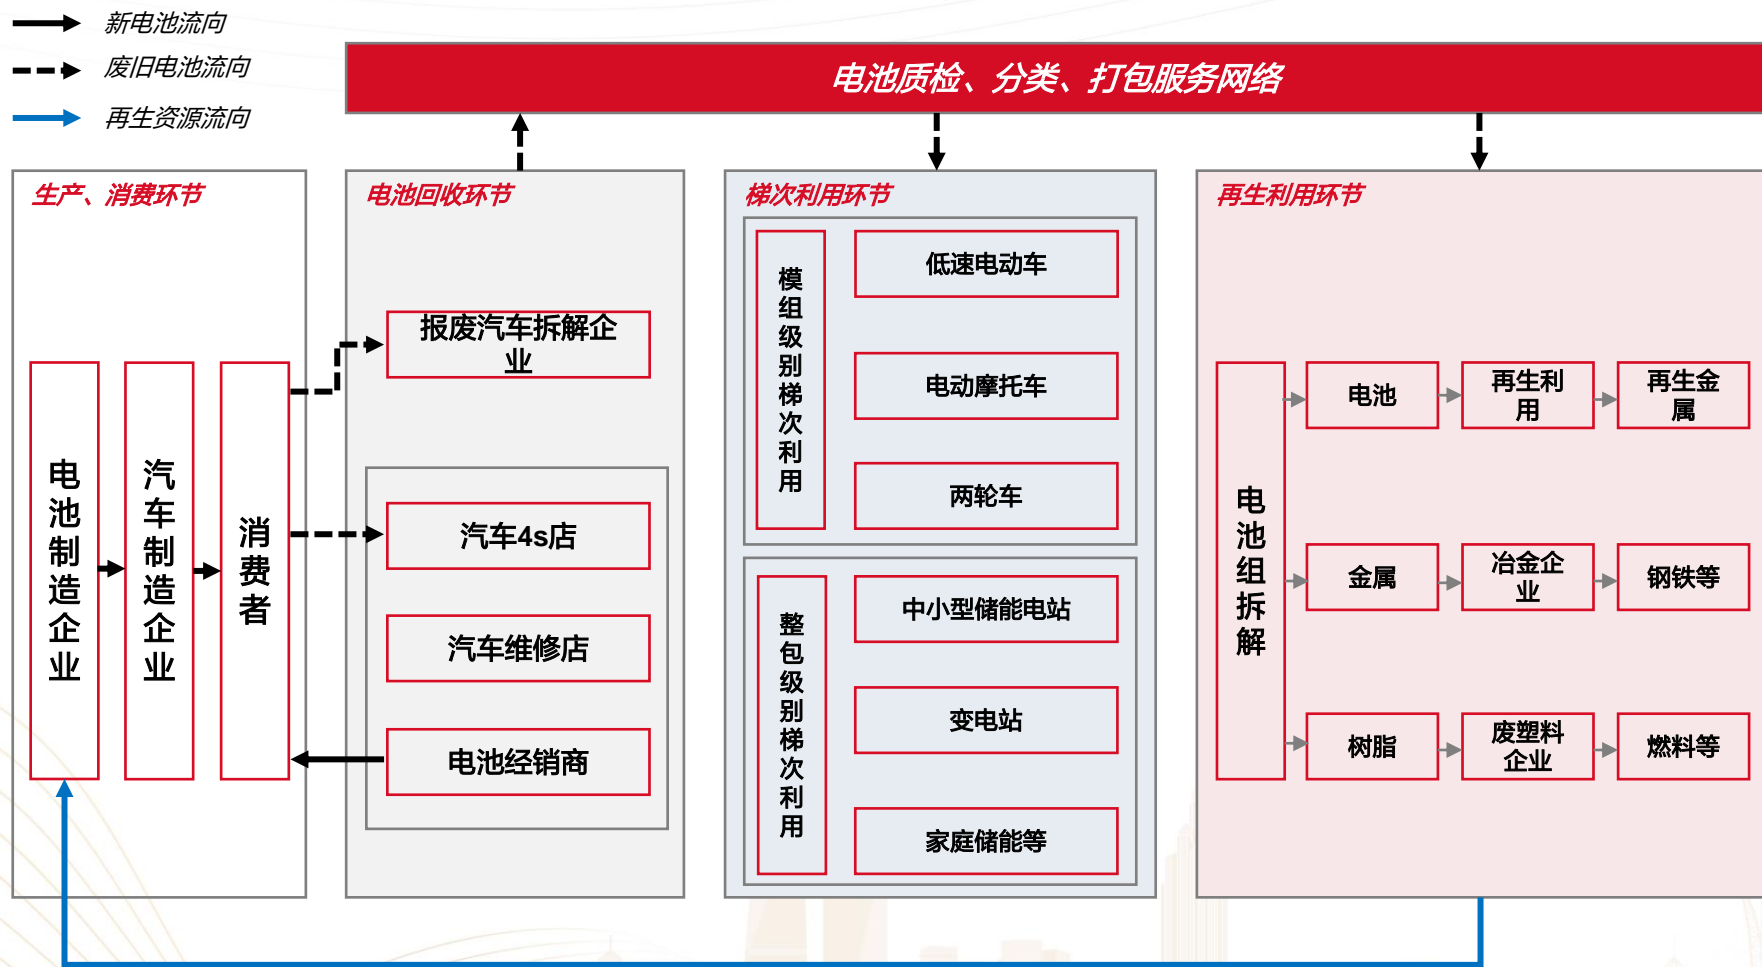 新电池流向
废旧电池流向
再生资源流向
电池质检、分类、打包服务网络
生产、消费环节
电池制造企业
汽车制造企业
消费者
电池回收环节
报废汽车拆解企
业
汽车4s店
汽车维修店
电池经销商
梯次利用环节
模组级别梯次利用
低速电动车
电动摩托车
两轮车
整包级别梯次利用
中小型储能电站
变电站
家庭储能等
再生利用环节
电池组拆解
电池
再生利
用
再生金
属
金属
冶金企
业
钢铁等
树脂
废塑料
企业
燃料等